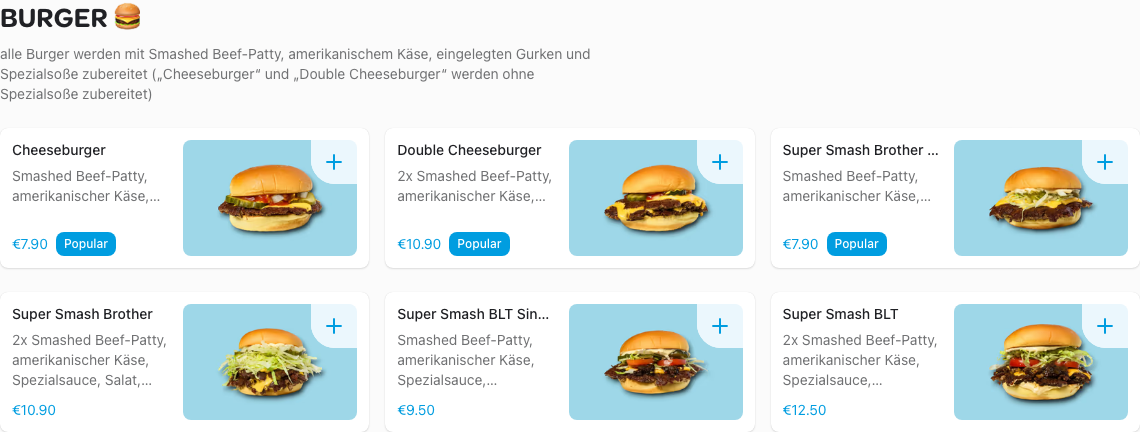 BURGER 🍔
alle Burger werden mit Smashed Beef-Patty, amerikanischem Käse, eingelegten Gurken und
Spezialsoße zubereitet („Cheeseburger“ und „Double Cheeseburger“ werden ohne
Spezialsoße zubereitet)
Cheeseburger
Smashed Beef-Patty,
amerikanischer Käse,...
€7.90 Popular
Double Cheeseburger
2x Smashed Beef-Patty,
amerikanischer Käse,...
€10.90 Popular
Super Smash Brother ...
Smashed Beef-Patty,
amerikanischer Käse,...
€7.90 Popular
Super Smash Brother
2x Smashed Beef-Patty,
amerikanischer Käse,
Spezialsauce, Salat,...
€10.90
Super Smash BLT Sin...
Smashed Beef-Patty,
amerikanischer Käse,
Spezialsauce,...
€9.50
Super Smash BLT
2x Smashed Beef-Patty,
amerikanischer Käse,
Spezialsauce,...
€12.50